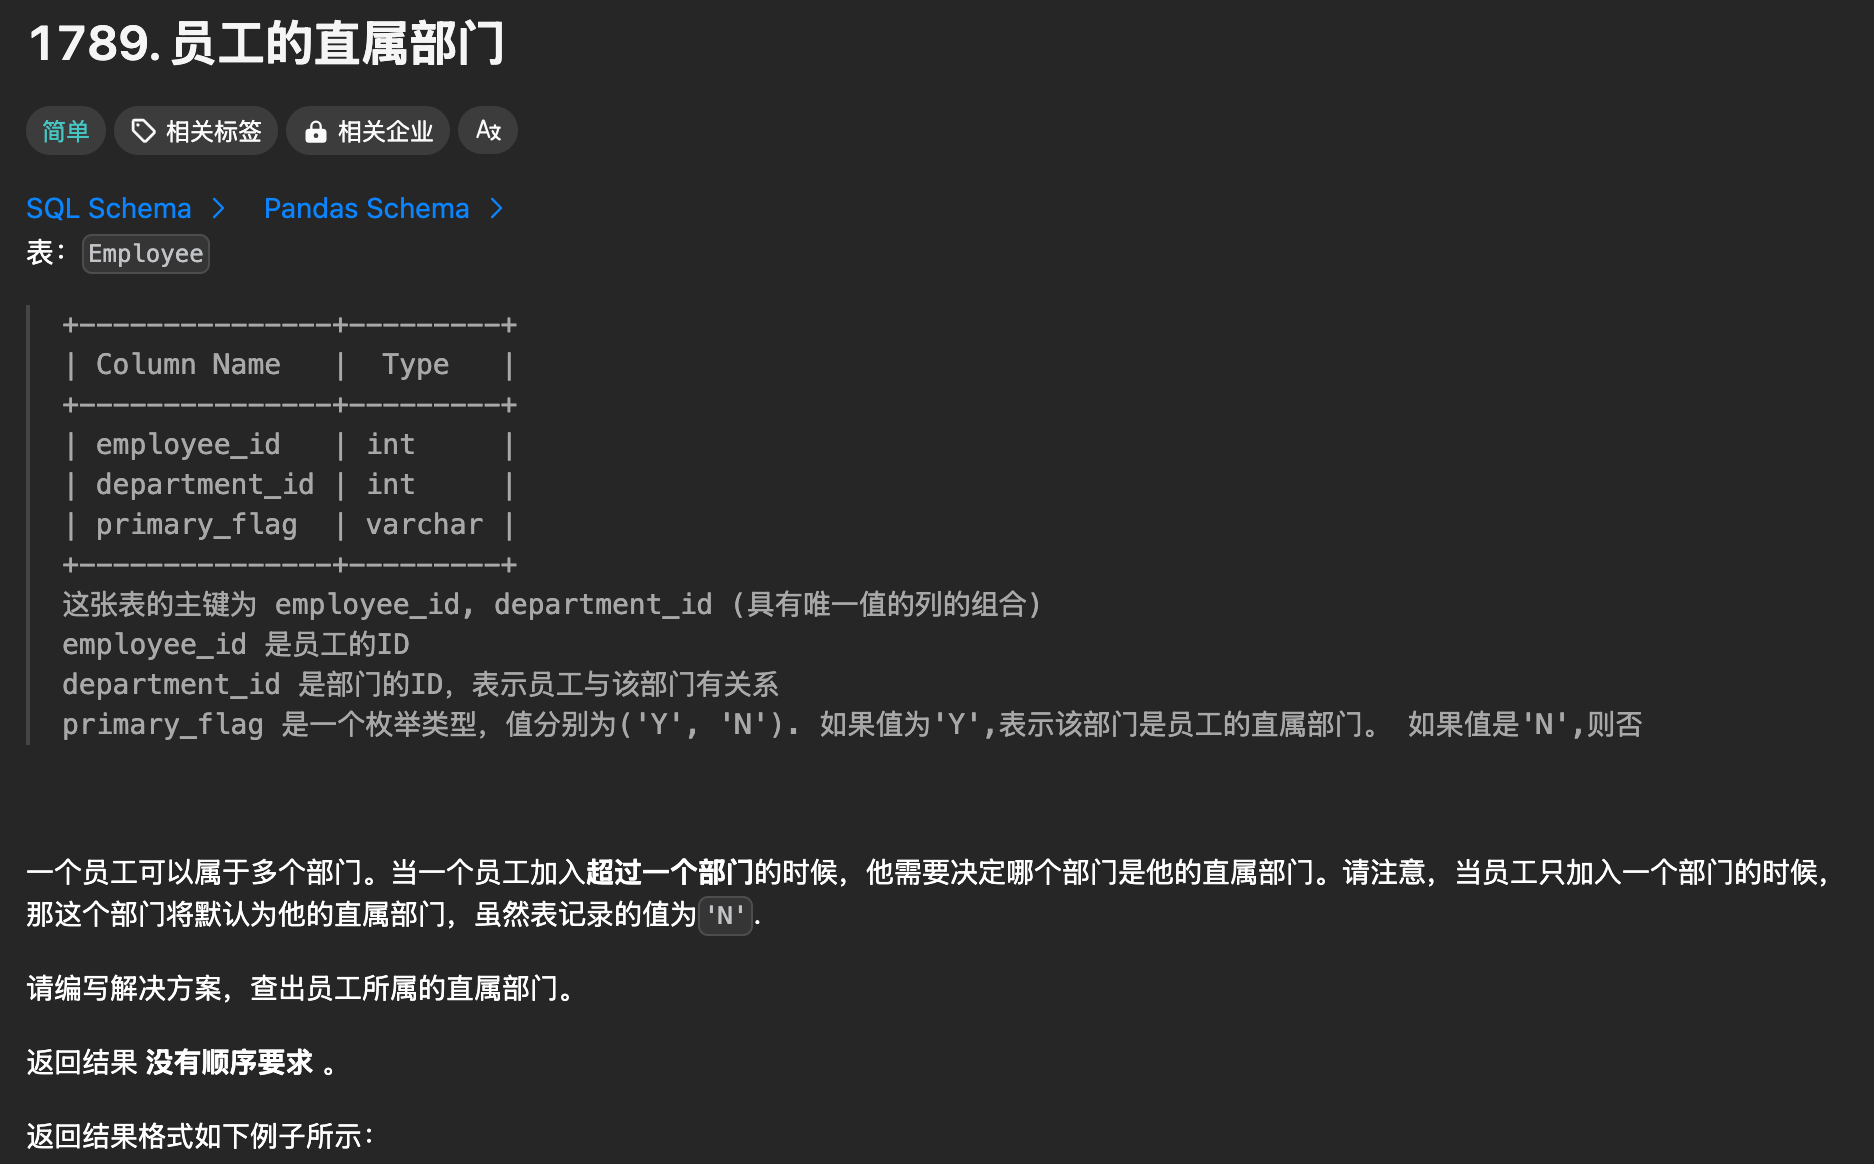 1789. 员工的直属部门
简单 相关标签 相关企业 A文
SQL Schema > Pandas Schema >
表： Employee
+---------------+---------+
| Column Name   |  Type   |
+---------------+---------+
| employee_id   | int     |
| department_id | int     |
| primary_flag  | varchar |
+---------------+---------+
这张表的主键为 employee_id, department_id (具有唯一值的列的组合)
employee_id 是员工的ID
department_id 是部门的ID，表示员工与该部门有关系
primary_flag 是一个枚举类型，值分别为('Y', 'N'). 如果值为'Y',表示该部门是员工的直属部门。 如果值是'N',则否
一个员工可以属于多个部门。当一个员工加入超过一个部门的时候，他需要决定哪个部门是他的直属部门。请注意，当员工只加入一个部门的时候，
那这个部门将默认为他的直属部门，虽然表记录的值为'N'.
请编写解决方案，查出员工所属的直属部门。
返回结果 没有顺序要求 。
返回结果格式如下例子所示：